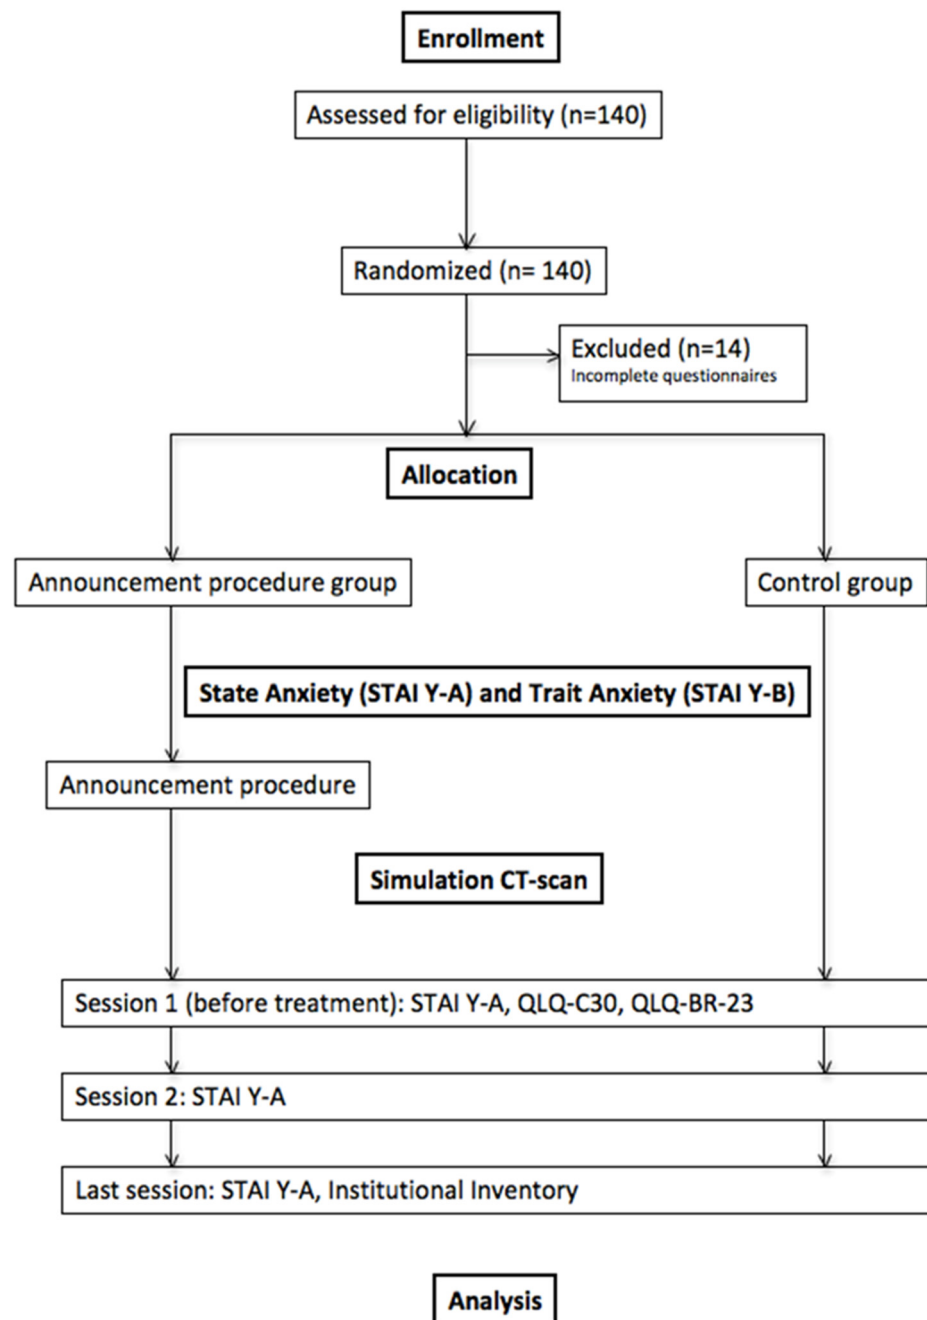 Enrollment
Assessed for eligibility (n=140)
Randomized (n= 140)
Excluded (n=14)
Incomplete questionnaires
Allocation
Announcement procedure group
Control group
State Anxiety (STAI Y-A) and Trait Anxiety (STAI Y-B)
Announcement procedure
Simulation CT-scan
Session 1 (before treatment): STAI Y-A, QLQ-C30, QLQ-BR-23
Session 2: STAI Y-A
Last session: STAI Y-A, Institutional Inventory
Analysis